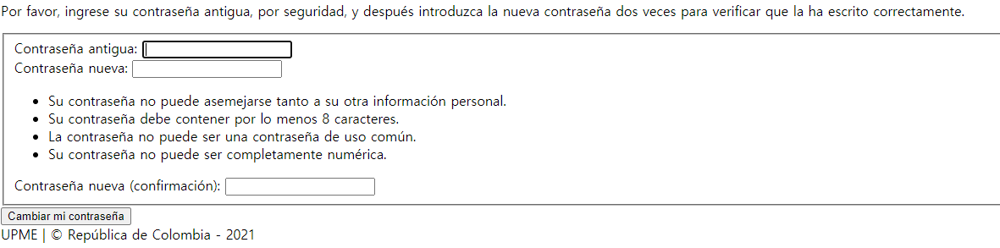 Por favor, ingrese su contraseña antigua, por seguridad, y después introduzca la nueva contraseña dos veces para verificar que la ha escrito correctamente.
Contraseña antigua:
Contraseña nueva:
Su contraseña no puede asemejarse tanto a su otra información personal.
Su contraseña debe contener por lo menos 8 caracteres.
La contraseña no puede ser una contraseña de uso común.
Su contraseña no puede ser completamente numérica.
Contraseña nueva (confirmación):
Cambiar mi contraseña
UPME | © República de Colombia - 2021